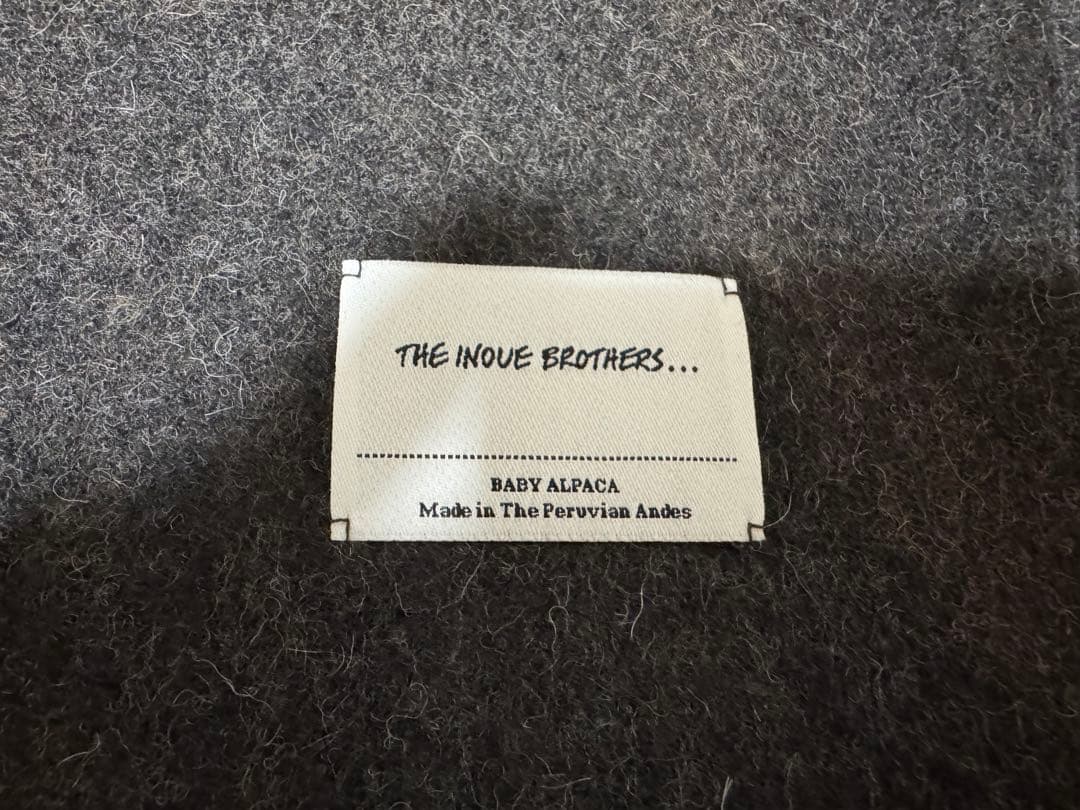 THE INOUE BROTHERS...
BABY ALPACA
Made in The Peruvian Andes